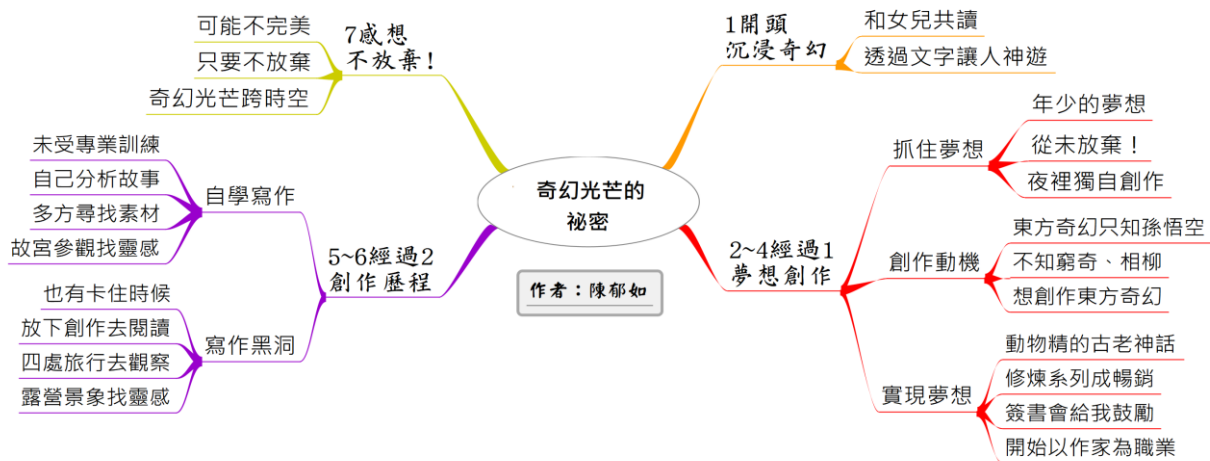 奇幻光芒的
祕密
作者：陳郁如
1開頭
沉浸奇幻
和女兒共讀
透過文字讓人神遊
2~4經過1
夢想創作
抓住夢想
年少的夢想
從未放棄！
夜裡獨自創作
創作動機
東方奇幻只知孫悟空
不知窮奇、相柳
想創作東方奇幻
實現夢想
動物精的古老神話
修煉系列成暢銷
簽書會給我鼓勵
開始以作家為職業
5~6經過2
創作歷程
自學寫作
未受專業訓練
自己分析故事
多方尋找素材
故宮參觀找靈感
寫作黑洞
也有卡住時候
放下創作去閱讀
四處旅行去觀察
露營景象找靈感
7感想
不放棄！
可能不完美
只要不放棄
奇幻光芒跨時空